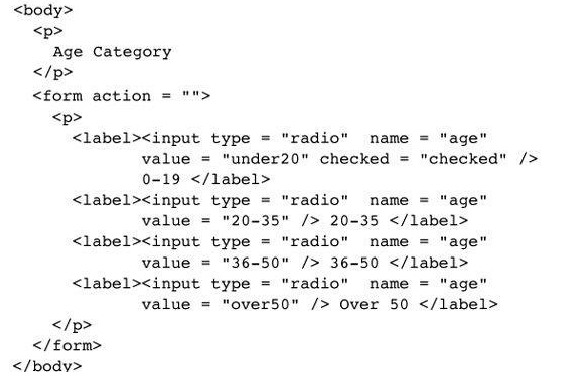 <body>
<p>
Age Category
</p>
<form action = "">
<p>
<label><input type = "radio" name = "age"
value = "under20" checked = "checked" />
0-19 </label>
<label><input type = "radio" name = "age"
value = "20-35" /> 20-35 </label>
<label><input type = "radio" name = "age"
value = "36-50" /> 36-50 </label>
<label><input type = "radio" name = "age"
value = "over50" /> Over 50 </label>
</p>
</form>
</body>